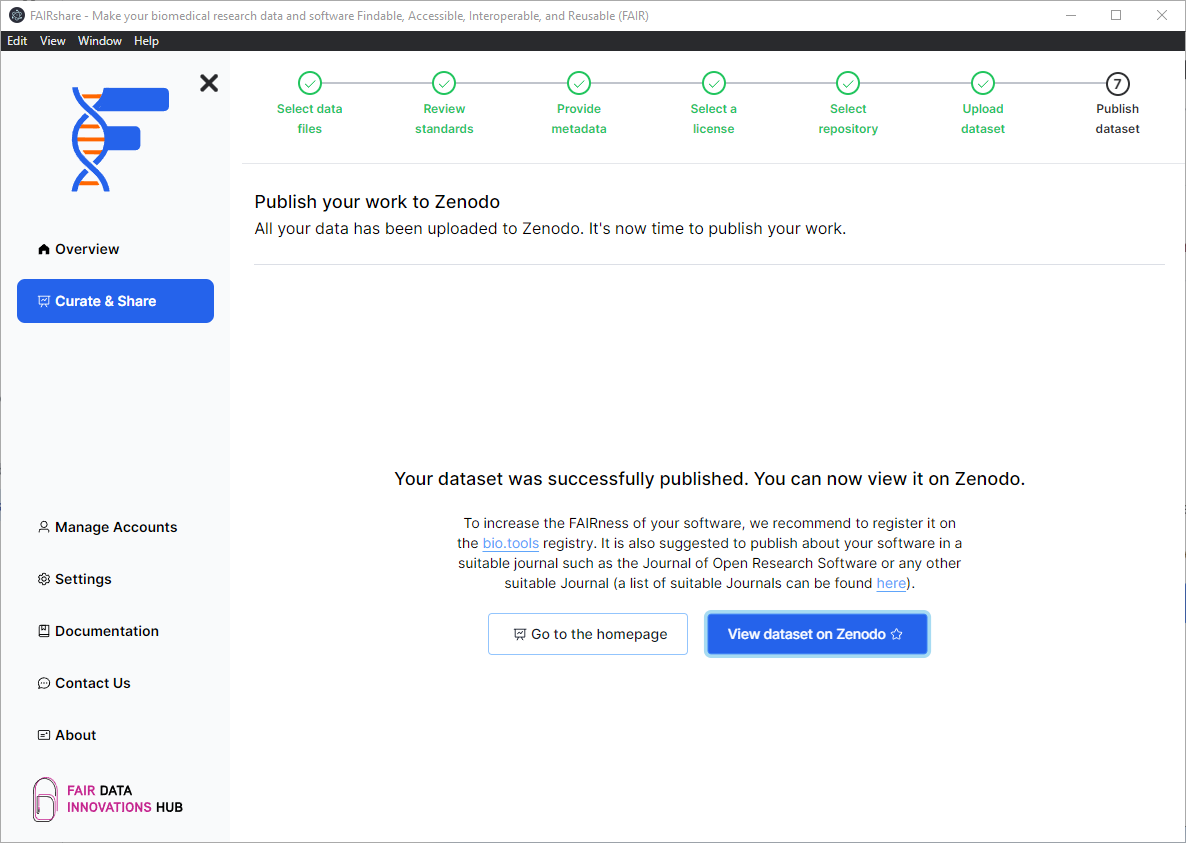 FAIRshare - Make your biomedical research data and software Findable, Accessible, Interoperable, and Reusable (FAIR)
Edit View Window Help
Select data files
Review standards
Provide metadata
Select a license
Select repository
Upload dataset
7
Publish dataset
Overview
Curate & Share
Manage Accounts
Settings
Documentation
Contact Us
About
FAIR DATA
INNOVATIONS HUB
Publish your work to Zenodo
All your data has been uploaded to Zenodo. It's now time to publish your work.
Your dataset was successfully published. You can now view it on Zenodo.
To increase the FAIRness of your software, we recommend to register it on
the bio.tools registry. It is also suggested to publish about your software in a
suitable journal such as the Journal of Open Research Software or any other
suitable Journal (a list of suitable Journals can be found here).
Go to the homepage
View dataset on Zenodo